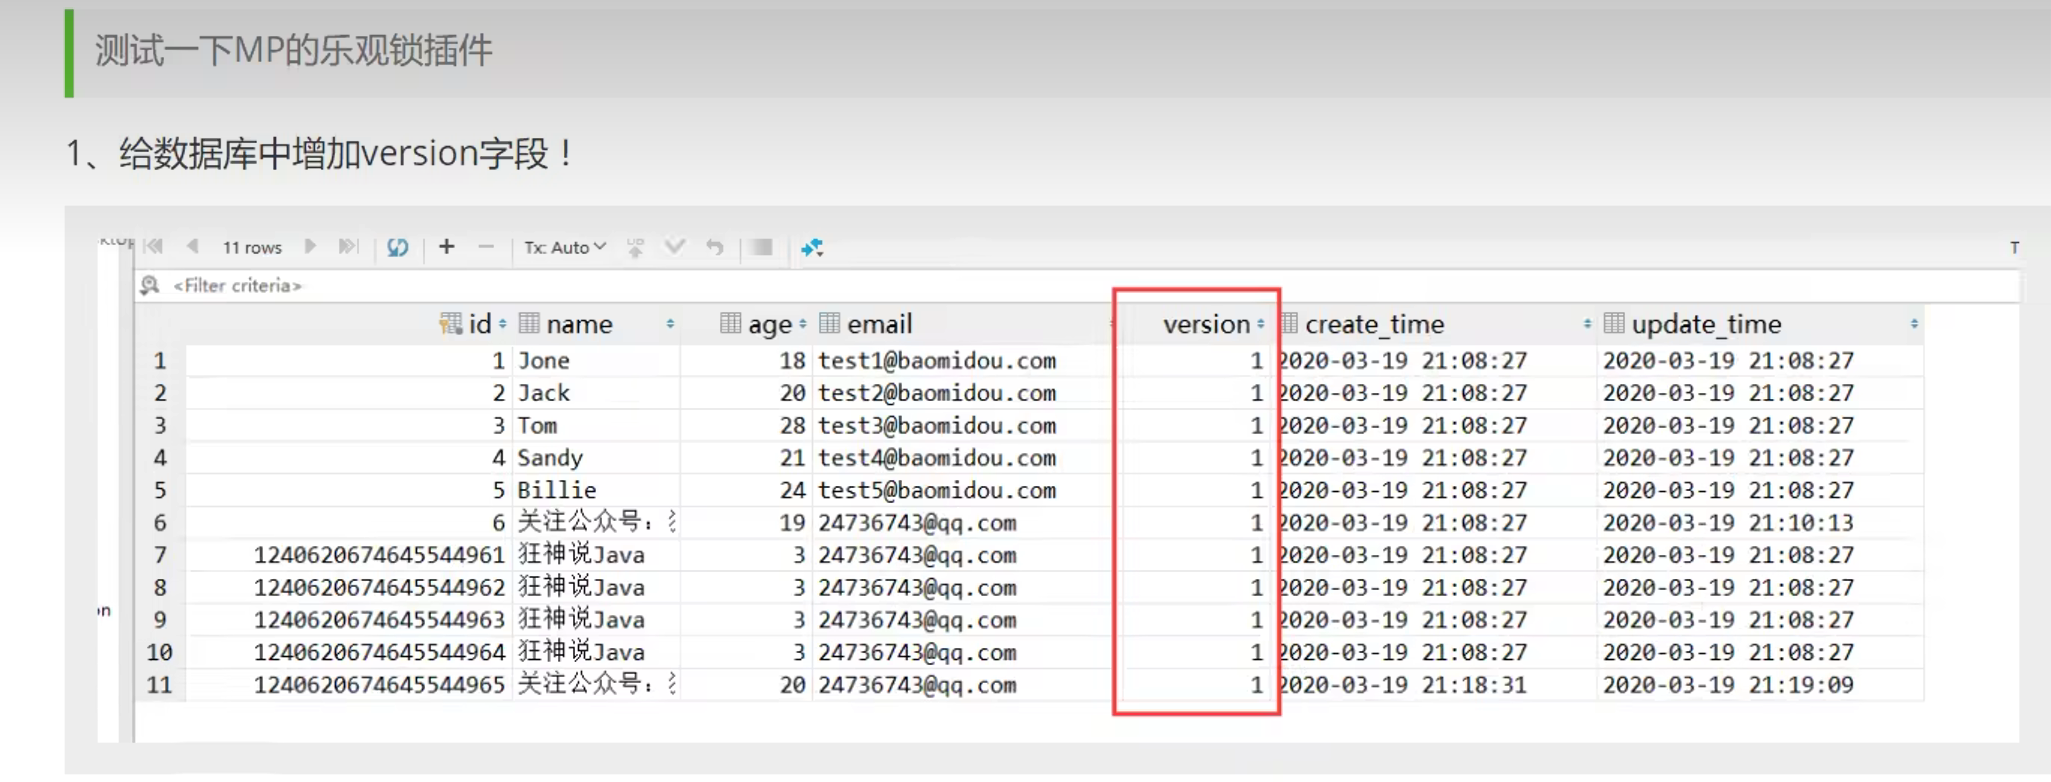 测试一下MP的乐观锁插件
1、给数据库中增加version字段！
11 rows Tx: Auto T
<Filter criteria>
id name age email version create_time update_time
1 1 Jone 18 test1@baomidou.com 1 2020-03-19 21:08:27 2020-03-19 21:08:27
2 2 Jack 20 test2@baomidou.com 1 2020-03-19 21:08:27 2020-03-19 21:08:27
3 3 Tom 28 test3@baomidou.com 1 2020-03-19 21:08:27 2020-03-19 21:08:27
4 4 Sandy 21 test4@baomidou.com 1 2020-03-19 21:08:27 2020-03-19 21:08:27
5 5 Billie 24 test5@baomidou.com 1 2020-03-19 21:08:27 2020-03-19 21:08:27
6 6 关注公众号： 19 24736743@qq.com 1 2020-03-19 21:08:27 2020-03-19 21:10:13
7 1240620674645544961 狂神说Java 3 24736743@qq.com 1 2020-03-19 21:08:27 2020-03-19 21:08:27
8 1240620674645544962 狂神说Java 3 24736743@qq.com 1 2020-03-19 21:08:27 2020-03-19 21:08:27
9 1240620674645544963 狂神说Java 3 24736743@qq.com 1 2020-03-19 21:08:27 2020-03-19 21:08:27
10 1240620674645544964 狂神说Java 3 24736743@qq.com 1 2020-03-19 21:08:27 2020-03-19 21:08:27
11 1240620674645544965 关注公众号： 20 24736743@qq.com 1 2020-03-19 21:18:31 2020-03-19 21:19:09